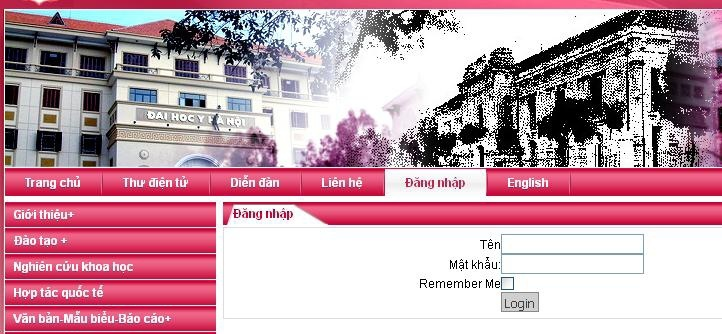 ĐẠI HỌC Y HÀ NỘI
Trang chủ Thư điện tử Diễn đàn Liên hệ Đăng nhập English
Giới thiệu+
Đào tạo +
Nghiên cứu khoa học
Hợp tác quốc tế
Văn bản-Mẫu biểu-Báo cáo+
Đăng nhập
Tên
Mật khẩu:
Remember Me
Login